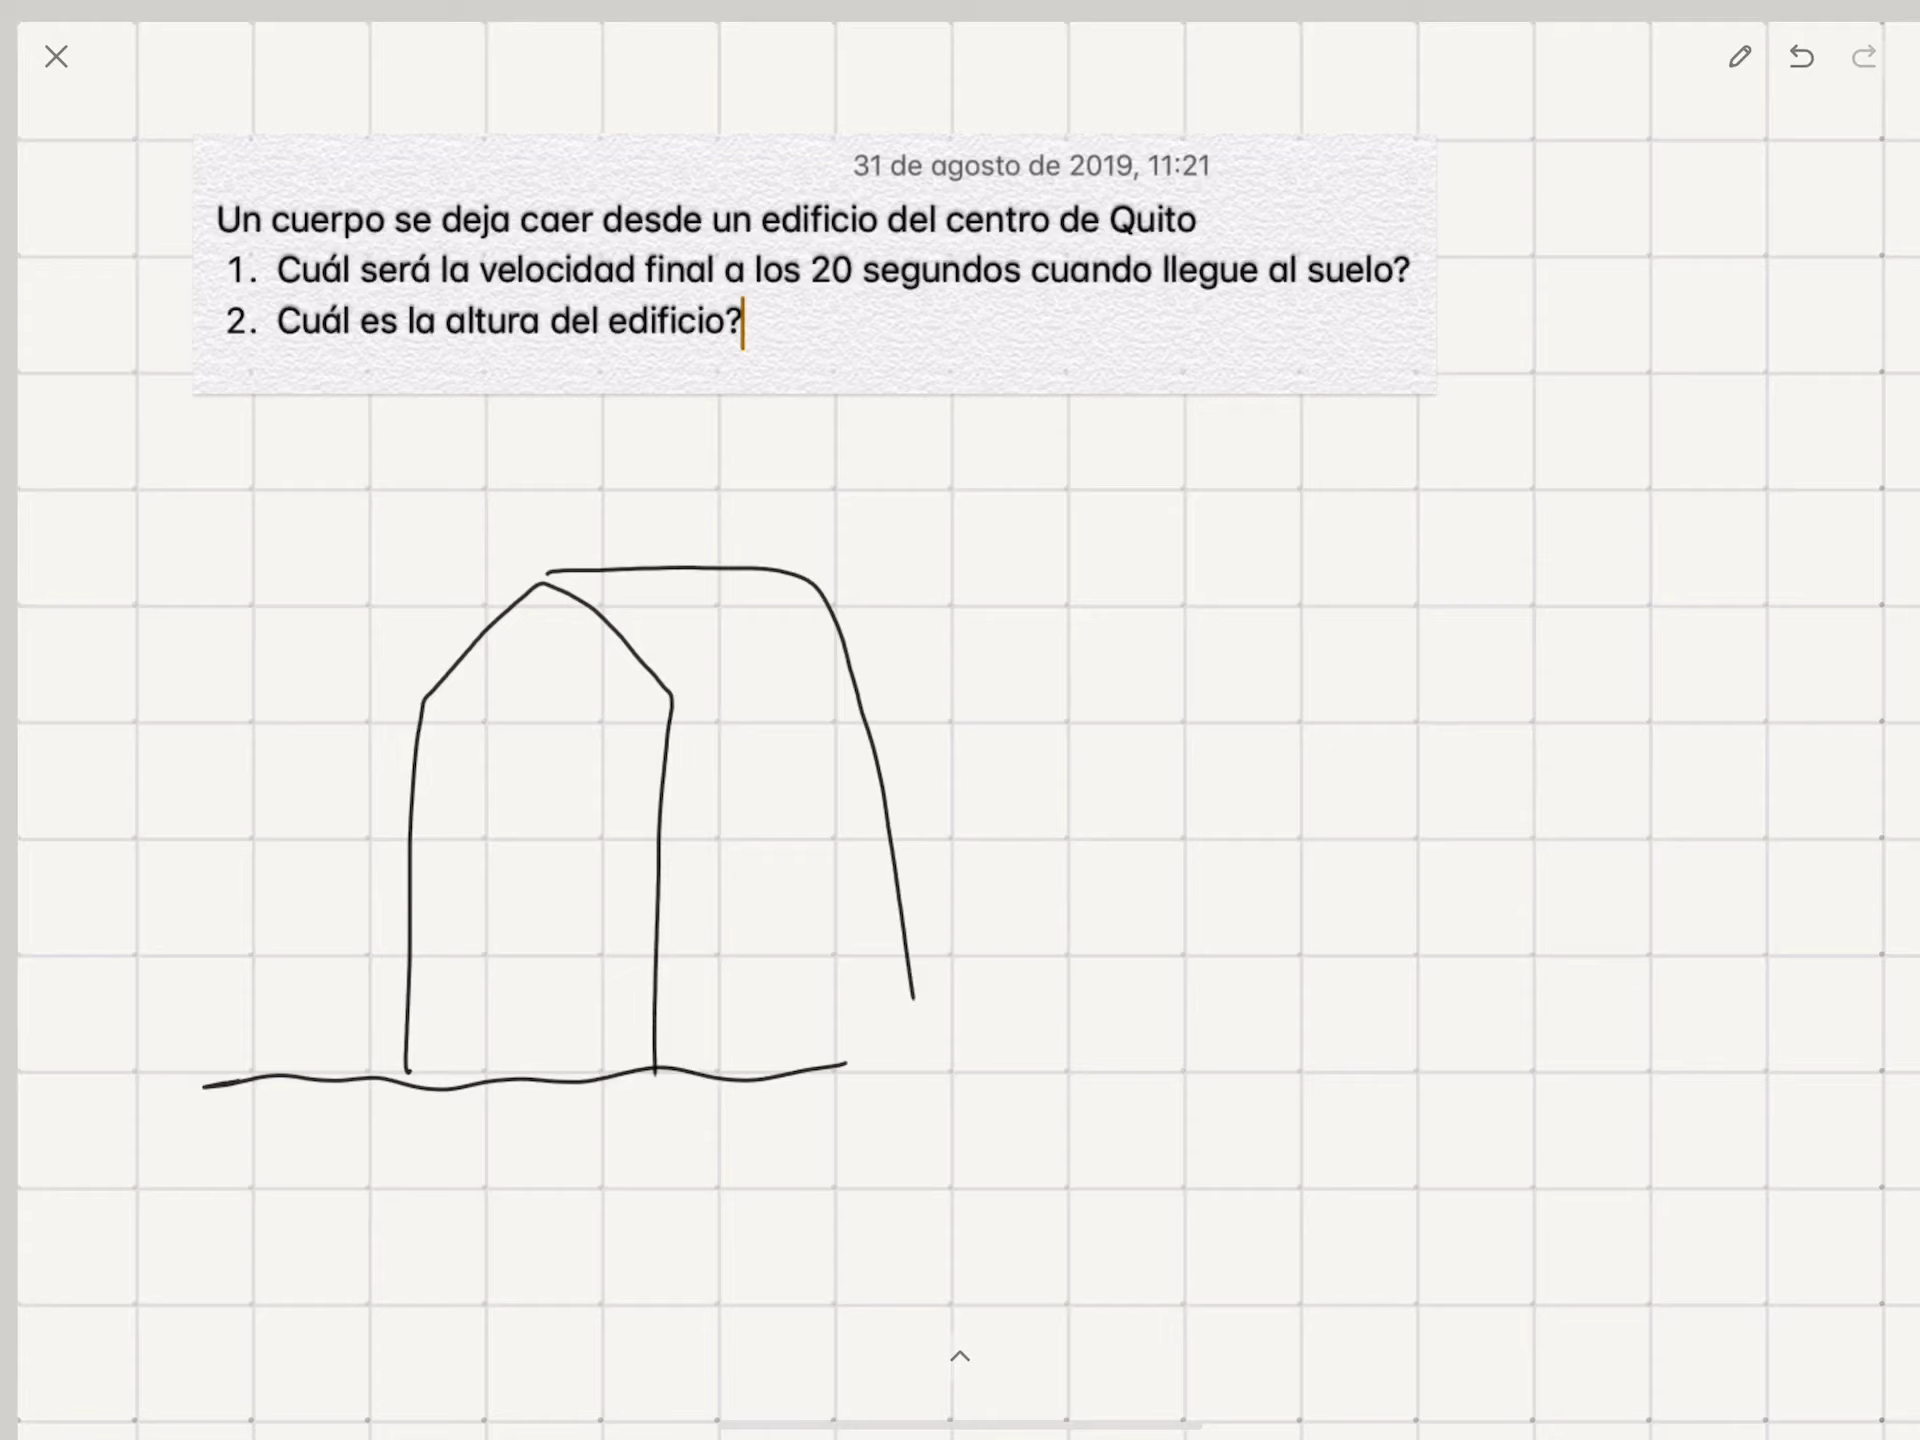 31 de agosto de 2019, 11:21
Un cuerpo se deja caer desde un edificio del centro de Quito
1. Cuál será la velocidad final a los 20 segundos cuando llegue al suelo?
2. Cuál es la altura del edificio?